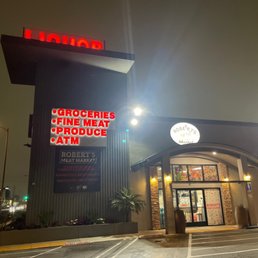 LIQUOR
• GROCERIES
• FINE MEAT
• PRODUCE
• ATM
ROBERT'S
MEAT MARKET